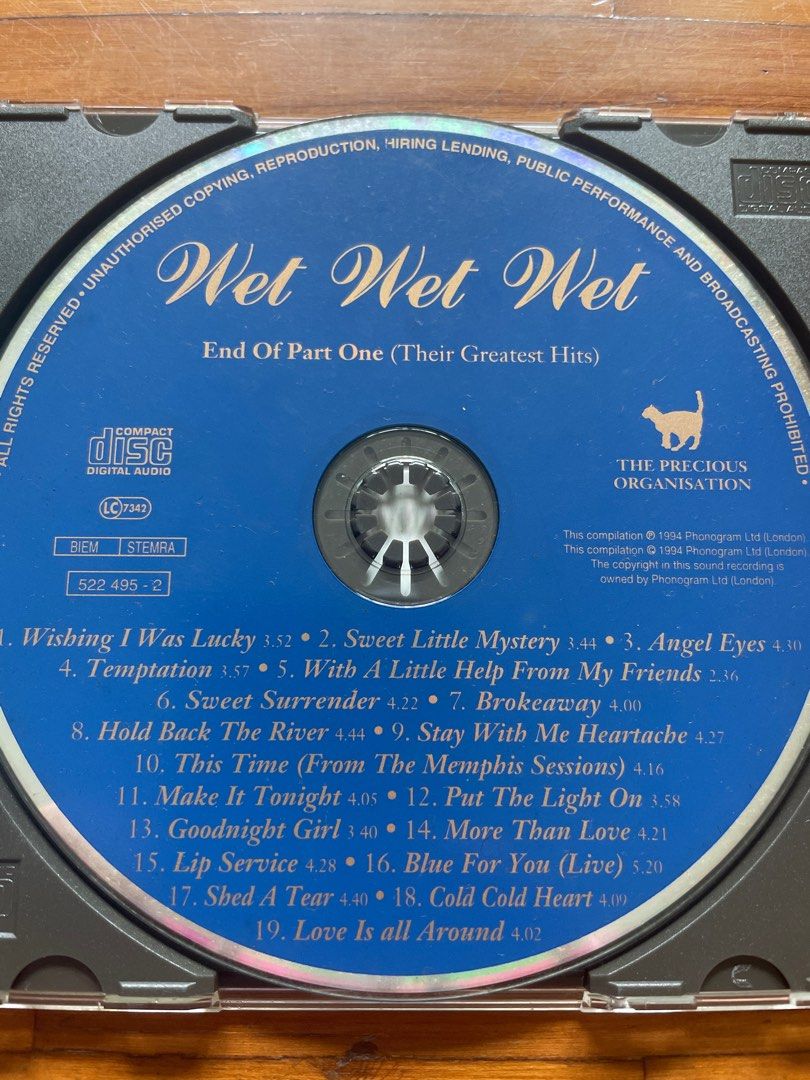 ALL RIGHTS RESERVED • UNAUTHORISED COPYING, REPRODUCTION, HIRING LENDING, PUBLIC PERFORMANCE AND BROADCASTING PROHIBITED •
Wet Wet Wet
End Of Part One (Their Greatest Hits)
COMPACT
disc
DIGITAL AUDIO
THE PRECIOUS
ORGANISATION
LC 7342
BIEM STEMRA
522 495 - 2
This compilation ℗ 1994 Phonogram Ltd (London).
This compilation © 1994 Phonogram Ltd (London)
The copyright in this sound recording is
owned by Phonogram Ltd (London).
1. Wishing I Was Lucky 3.52 • 2. Sweet Little Mystery 3.44 • 3. Angel Eyes 4.30
4. Temptation 3.57 • 5. With A Little Help From My Friends 2.36
6. Sweet Surrender 4.22 • 7. Brokeaway 4.00
8. Hold Back The River 4.44 • 9. Stay With Me Heartache 4.27
10. This Time (From The Memphis Sessions) 4.16
11. Make It Tonight 4.05 • 12. Put The Light On 3.58
13. Goodnight Girl 3 40 • 14. More Than Love 4.21
15. Lip Service 4.28 • 16. Blue For You (Live) 5.20
17. Shed A Tear 4.40 • 18. Cold Cold Heart 4.09
19. Love Is all Around 4.02